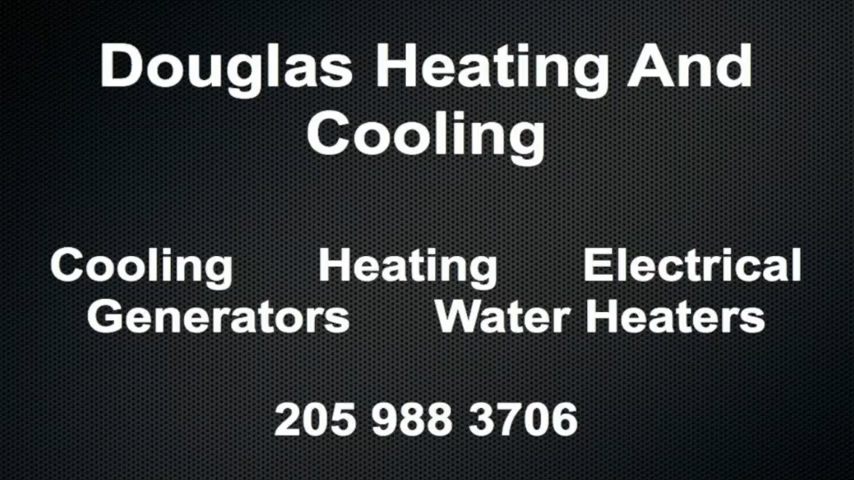 Douglas Heating And
Cooling
Cooling Heating Electrical
Generators Water Heaters
205 988 3706